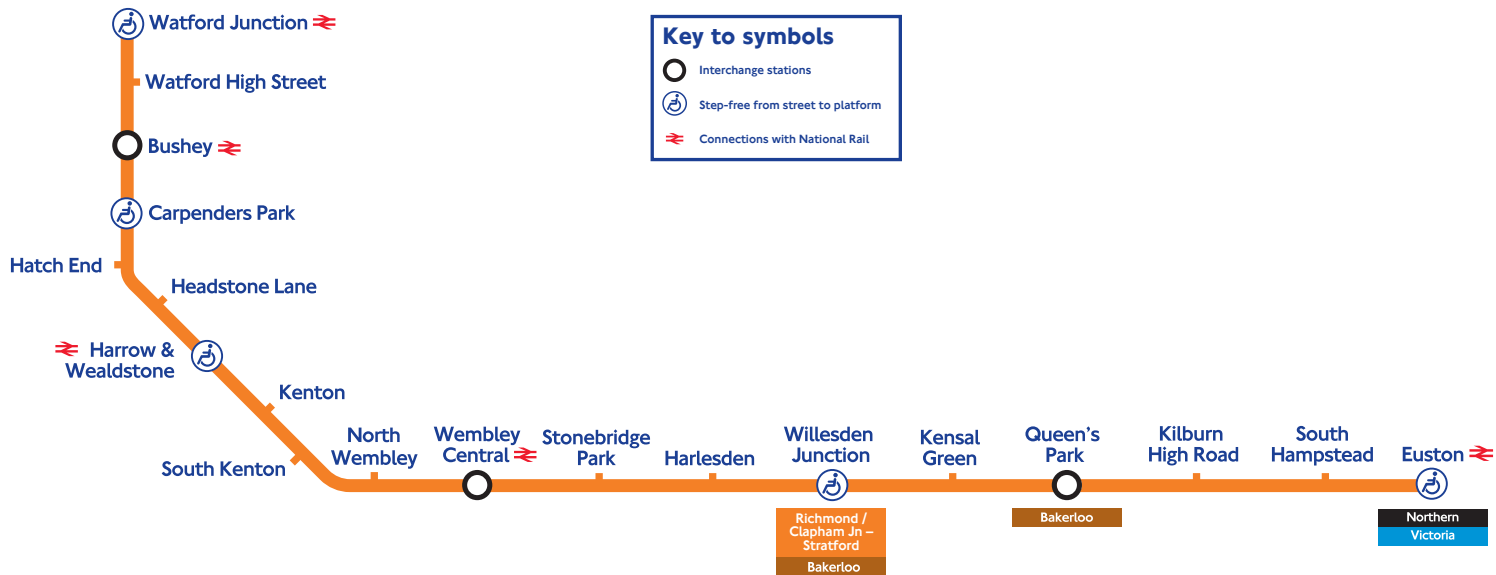 Watford Junction
Watford High Street
Bushey
Carpenders Park
Hatch End
Headstone Lane
Harrow &
Wealdstone
Kenton
South Kenton
North
Wembley
Wembley
Central
Stonebridge
Park
Harlesden
Willesden
Junction
Richmond /
Clapham Jn –
Stratford
Bakerloo
Kensal
Green
Queen's
Park
Bakerloo
Kilburn
High Road
South
Hampstead
Euston
Northern
Victoria
Key to symbols
Interchange stations
Step-free from street to platform
Connections with National Rail